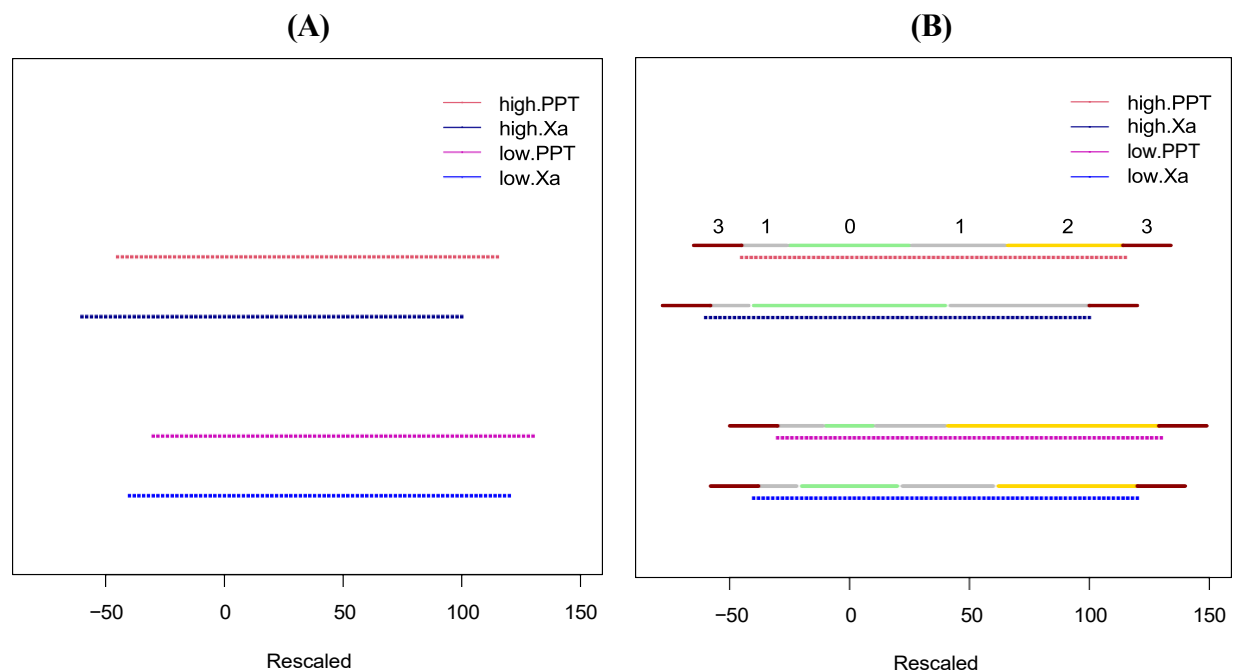 (A)
high.PPT
high.Xa
low.PPT
low.Xa
−50 0 50 100 150
Rescaled
(B)
high.PPT
high.Xa
low.PPT
low.Xa
3 1 0 1 2 3
−50 0 50 100 150
Rescaled